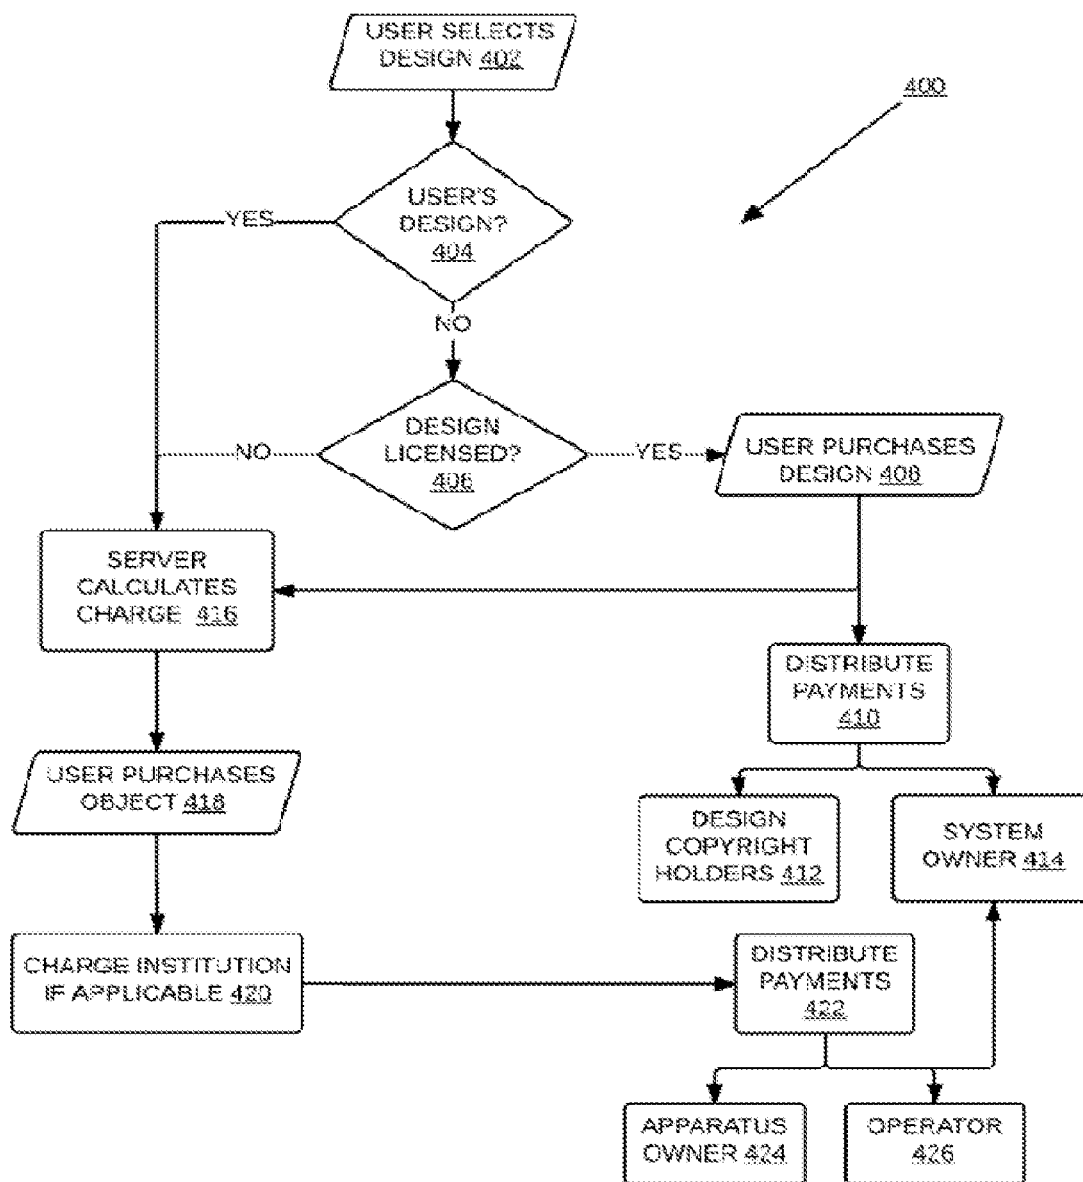 USER SELECTS
DESIGN 402
400
USER'S
DESIGN?
404
YES
NO
DESIGN
LICENSED?
406
NO
YES
USER PURCHASES
DESIGN 408
SERVER
CALCULATES
CHARGE 416
DISTRIBUTE
PAYMENTS
410
USER PURCHASES
OBJECT 418
DESIGN
COPYRIGHT
HOLDERS 412
SYSTEM
OWNER 414
CHARGE INSTITUTION
IF APPLICABLE 420
DISTRIBUTE
PAYMENTS
422
APPARATUS
OWNER 424
OPERATOR
426